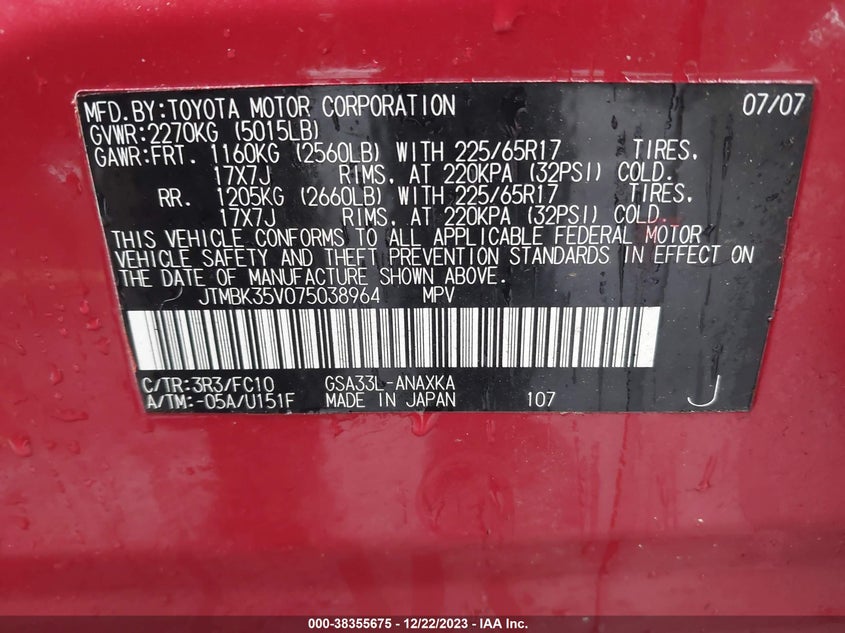 MFD.BY:TOYOTA MOTOR CORPORATION 07/07
GVWR:2270KG (5015LB)
GAWR:FRT. 1160KG (2560LB) WITH 225/65R17 TIRES,
17X7J RIMS, AT 220KPA (32PSI) COLD.
RR. 1205KG (2660LB) WITH 225/65R17 TIRES,
17X7J RIMS, AT 220KPA (32PSI) COLD.
THIS VEHICLE CONFORMS TO ALL APPLICABLE FEDERAL MOTOR
VEHICLE SAFETY AND THEFT PREVENTION STANDARDS IN EFFECT ON
THE DATE OF MANUFACTURE SHOWN ABOVE.
JTMBK35V075038964 MPV
C/TR:3R3/FC10 GSA33L-ANAXKA
A/TM:-05A/U151F MADE IN JAPAN 107 J
000-38355675 - 12/22/2023 - IAA Inc.